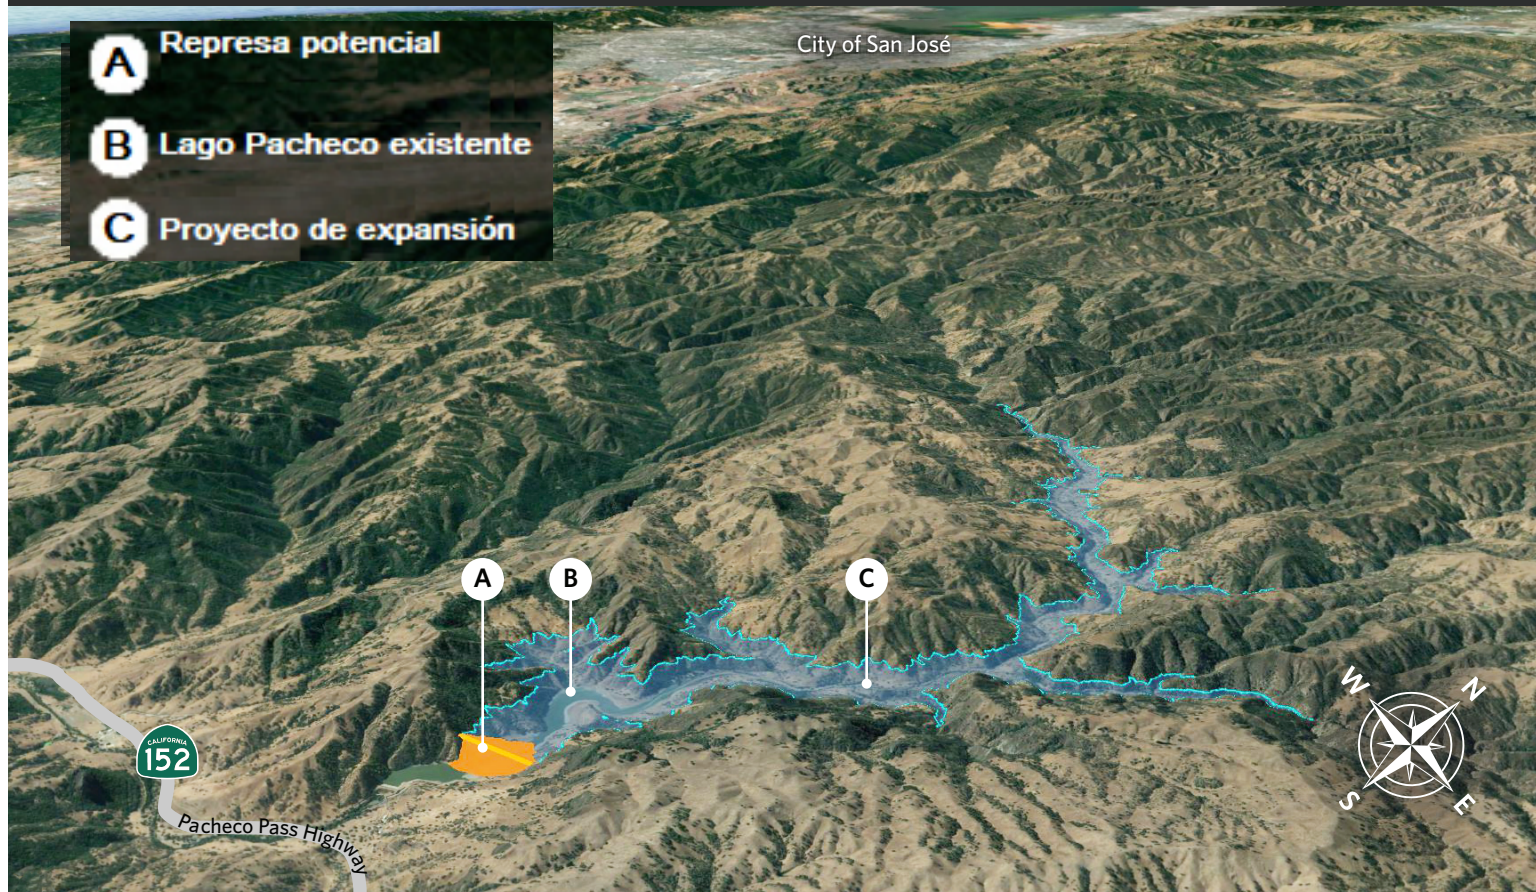 City of San José
A Represa potencial
B Lago Pacheco existente
C Proyecto de expansión
A
B
C
W
N
S
E
CALIFORNIA
152
Pacheco Pass Highway